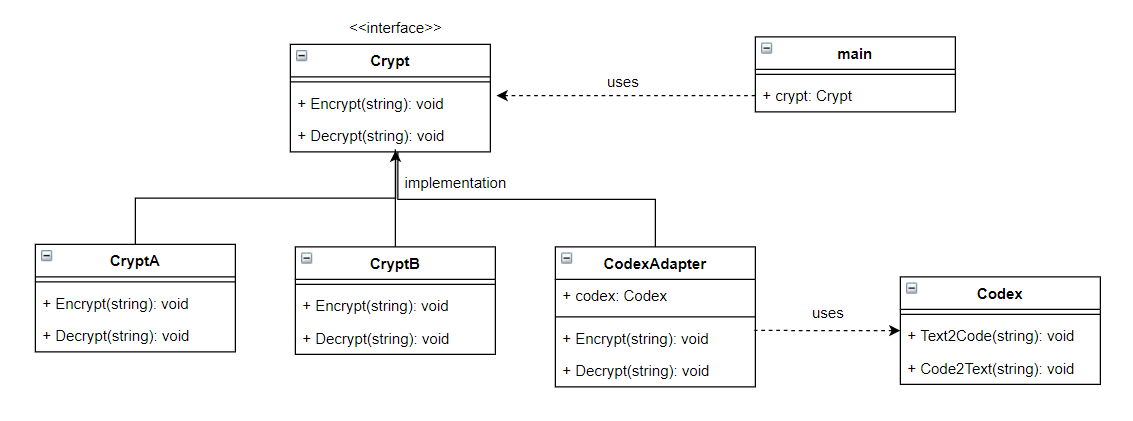 <<interface>>
Crypt
+ Encrypt(string): void
+ Decrypt(string): void
main
+ crypt: Crypt
uses
implementation
CryptA
+ Encrypt(string): void
+ Decrypt(string): void
CryptB
+ Encrypt(string): void
+ Decrypt(string): void
CodexAdapter
+ codex: Codex
+ Encrypt(string): void
+ Decrypt(string): void
uses
Codex
+ Text2Code(string): void
+ Code2Text(string): void